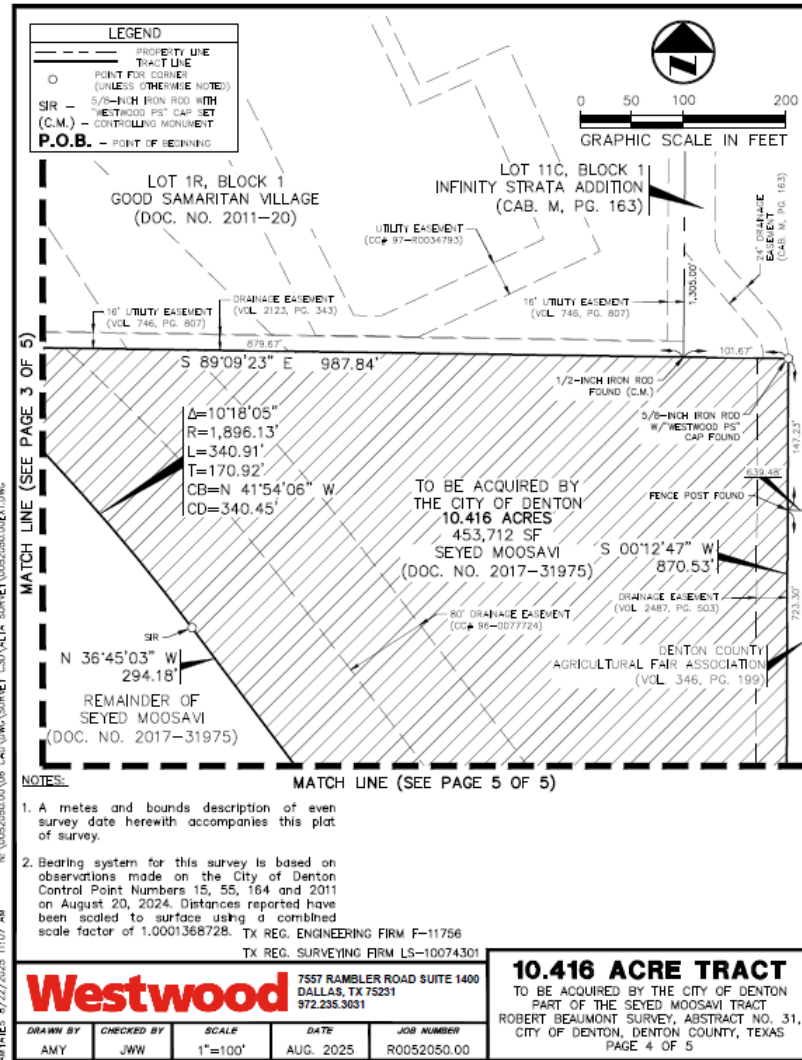 LEGEND
PROPERTY LINE
TRACT LINE
POINT FOR CORNER
(UNLESS OTHERWISE NOTED)
SIR – 5/8-INCH IRON ROD WITH
"WESTWOOD PS" CAP SET
(C.M.) – CONTROLLING MONUMENT
P.O.B. – POINT OF BEGINNING
0 50 100 200
GRAPHIC SCALE IN FEET
LOT 1R, BLOCK 1
GOOD SAMARITAN VILLAGE
(DOC. NO. 2011-20)
LOT 11C, BLOCK 1
INFINITY STRATA ADDITION
(CAB. M, PG. 163)
UTILITY EASEMENT
(CC# 97-R0034793)
24' DRAINAGE
EASEMENT
(CAB. M, PG. 163)
16' UTILITY EASEMENT
(VOL. 746, PG. 807)
DRAINAGE EASEMENT
(VOL. 2123, PG. 343)
16' UTILITY EASEMENT
(VOL. 746, PG. 807)
1,305.00'
879.67'
101.67'
S 89°09'23" E 987.84'
1/2-INCH IRON ROD
FOUND (C.M.)
5/8-INCH IRON ROD
W/"WESTWOOD PS"
CAP FOUND
147.23'
MATCH LINE (SEE PAGE 3 OF 5)
Δ=10°18'05"
R=1,896.13'
L=340.91'
T=170.92'
CB=N 41°54'06" W
CD=340.45'
TO BE ACQUIRED BY
THE CITY OF DENTON
10.416 ACRES
453,712 SF
SEYED MOOSAVI
(DOC. NO. 2017-31975)
639.48'
FENCE POST FOUND
S 00°12'47" W
870.53'
DRAINAGE EASEMENT
(VOL. 2487, PG. 503)
723.30'
80' DRAINAGE EASEMENT
(CC# 96-0077724)
SIR
N 36°45'03" W
294.18'
DENTON COUNTY
AGRICULTURAL FAIR ASSOCIATION
(VOL. 346, PG. 199)
REMAINDER OF
SEYED MOOSAVI
(DOC. NO. 2017-31975)
MATCH LINE (SEE PAGE 5 OF 5)
NOTES:
1. A metes and bounds description of even
survey date herewith accompanies this plat
of survey.
2. Bearing system for this survey is based on
observations made on the City of Denton
Control Point Numbers 15, 55, 164 and 2011
on August 20, 2024. Distances reported have
been scaled to surface using a combined
scale factor of 1.0001368728.
TX REG. ENGINEERING FIRM F-11756
TX REG. SURVEYING FIRM LS-10074301
Westwood
7557 RAMBLER ROAD SUITE 1400
DALLAS, TX 75231
972.235.3031
DRAWN BY CHECKED BY SCALE DATE JOB NUMBER
AMY JWW 1"=100' AUG. 2025 R0052050.00
10.416 ACRE TRACT
TO BE ACQUIRED BY THE CITY OF DENTON
PART OF THE SEYED MOOSAVI TRACT
ROBERT BEAUMONT SURVEY, ABSTRACT NO. 31,
CITY OF DENTON, DENTON COUNTY, TEXAS
PAGE 4 OF 5
8/22/2025 11:07 AM